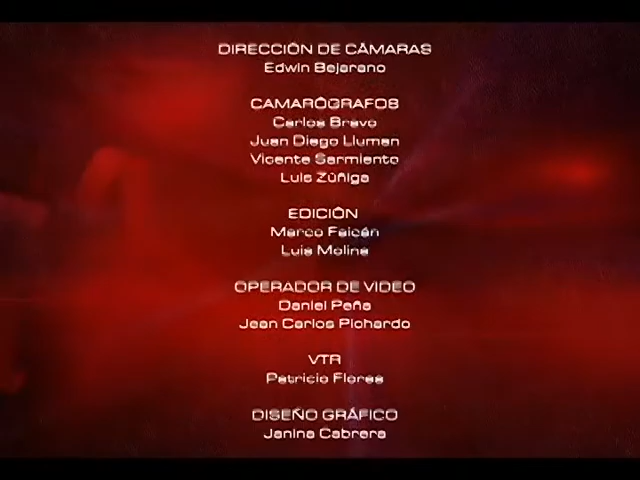 DIRECCIÓN DE CÁMARAS
Edwin Bejarano
CAMARÓGRAFOS
Carlos Bravo
Juan Diego Lluman
Vicente Sarmiento
Luis Zúñiga
EDICIÓN
Marco Faicán
Luis Molina
OPERADOR DE VIDEO
Daniel Peña
Jean Carlos Pichardo
VTR
Patricio Flores
DISEÑO GRÁFICO
Janina Cabrera